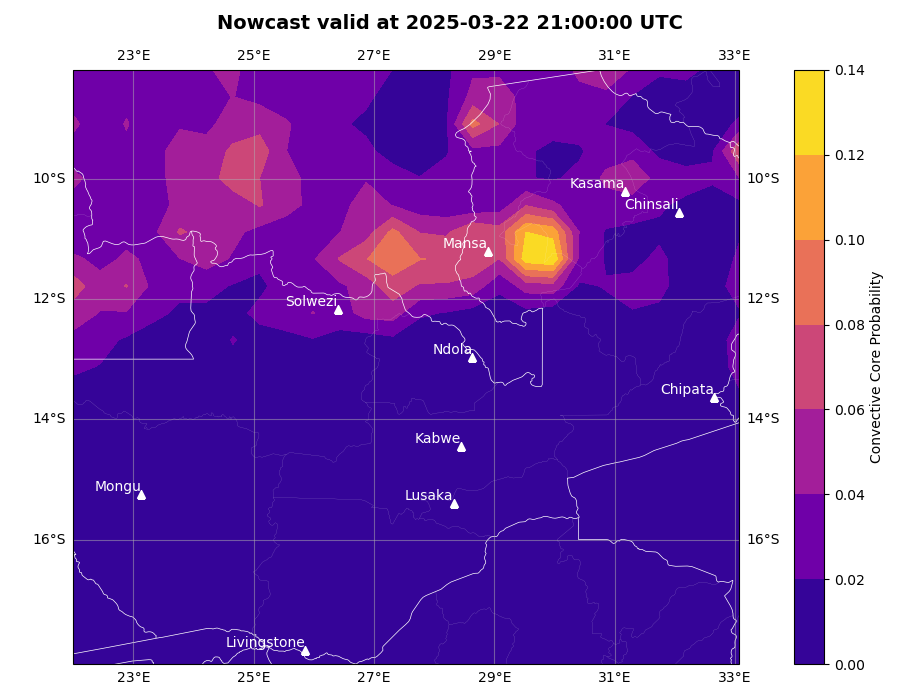 Nowcast valid at 2025-03-22 21:00:00 UTC
23°E 25°E 27°E 29°E 31°E 33°E
0.14
0.12
10°S Kasama 10°S
Chinsali
0.10
Mansa
12°S Solwezi 12°S
0.08
Ndola
Chipata
0.06
14°S 14°S
Kabwe
Mongu
Lusaka
0.04
16°S 16°S
0.02
Livingstone
0.00
23°E 25°E 27°E 29°E 31°E 33°E
Convective Core Probability